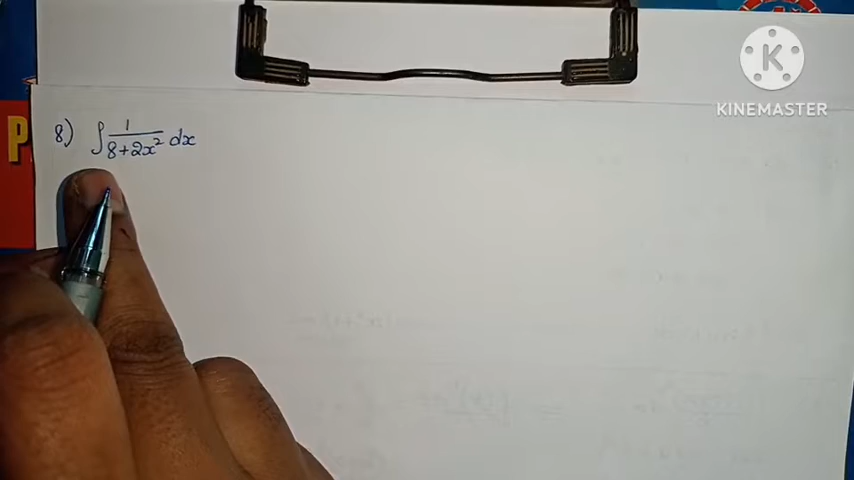 K
KINEMASTER
8) ∫ 1/(8+2x²) dx
P